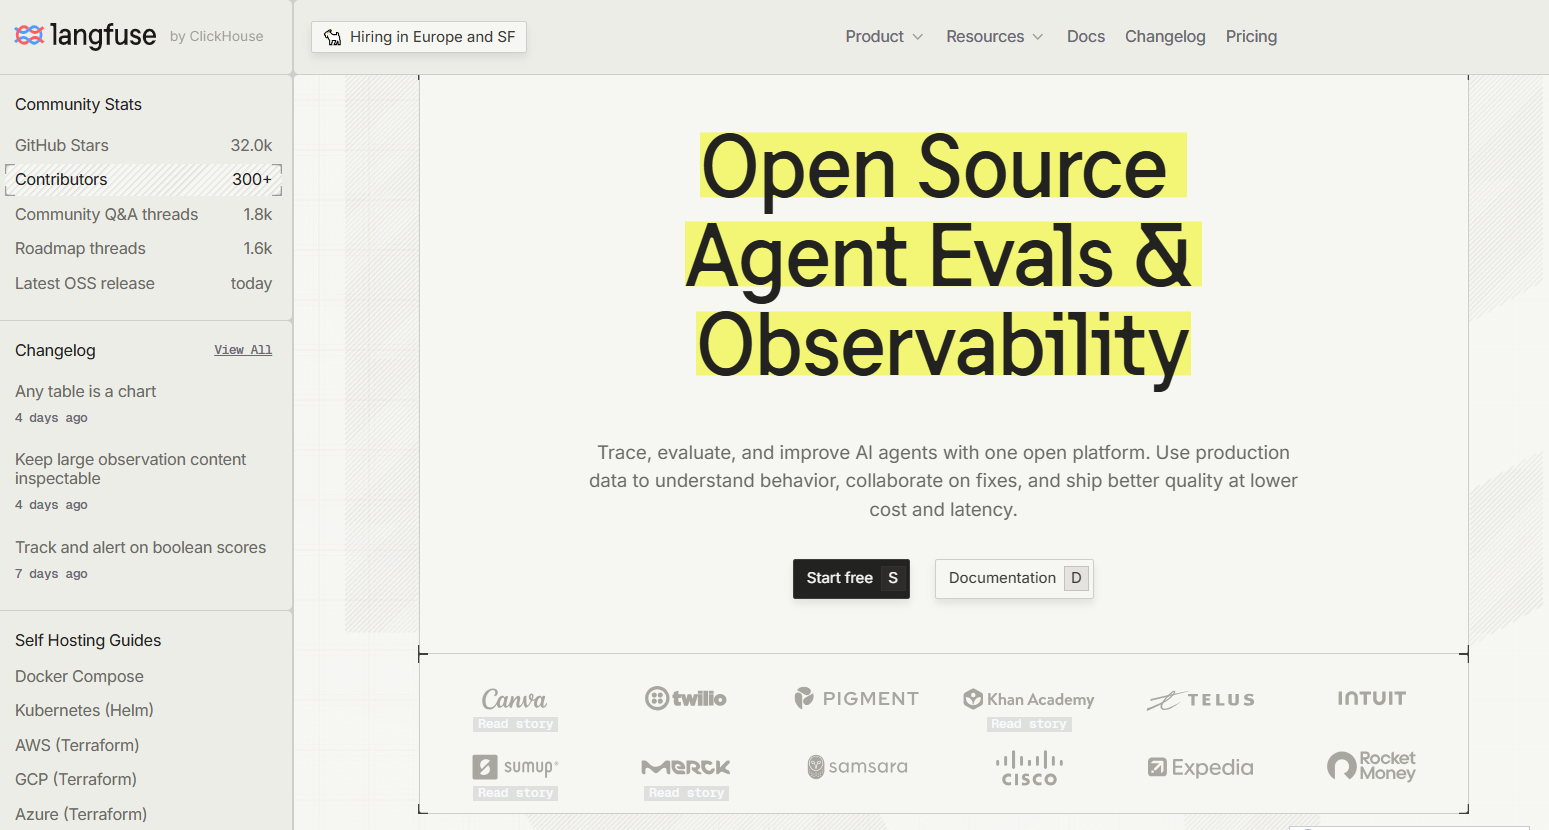 langfuse by ClickHouse
Hiring in Europe and SF
Product
Resources
Docs
Changelog
Pricing
Community Stats
GitHub Stars 32.0k
Contributors 300+
Community Q&A threads 1.8k
Roadmap threads 1.6k
Latest OSS release today
Changelog View All
Any table is a chart
4 days ago
Keep large observation content
inspectable
4 days ago
Track and alert on boolean scores
7 days ago
Self Hosting Guides
Docker Compose
Kubernetes (Helm)
AWS (Terraform)
GCP (Terraform)
Azure (Terraform)
Open Source
Agent Evals &
Observability
Trace, evaluate, and improve AI agents with one open platform. Use production
data to understand behavior, collaborate on fixes, and ship better quality at lower
cost and latency.
Start free S
Documentation D
Canva
Read story
twilio
PIGMENT
Khan Academy
Read story
TELUS
INTUIT
sumup
Read story
MERCK
Read story
samsara
CISCO
Expedia
Rocket
Money